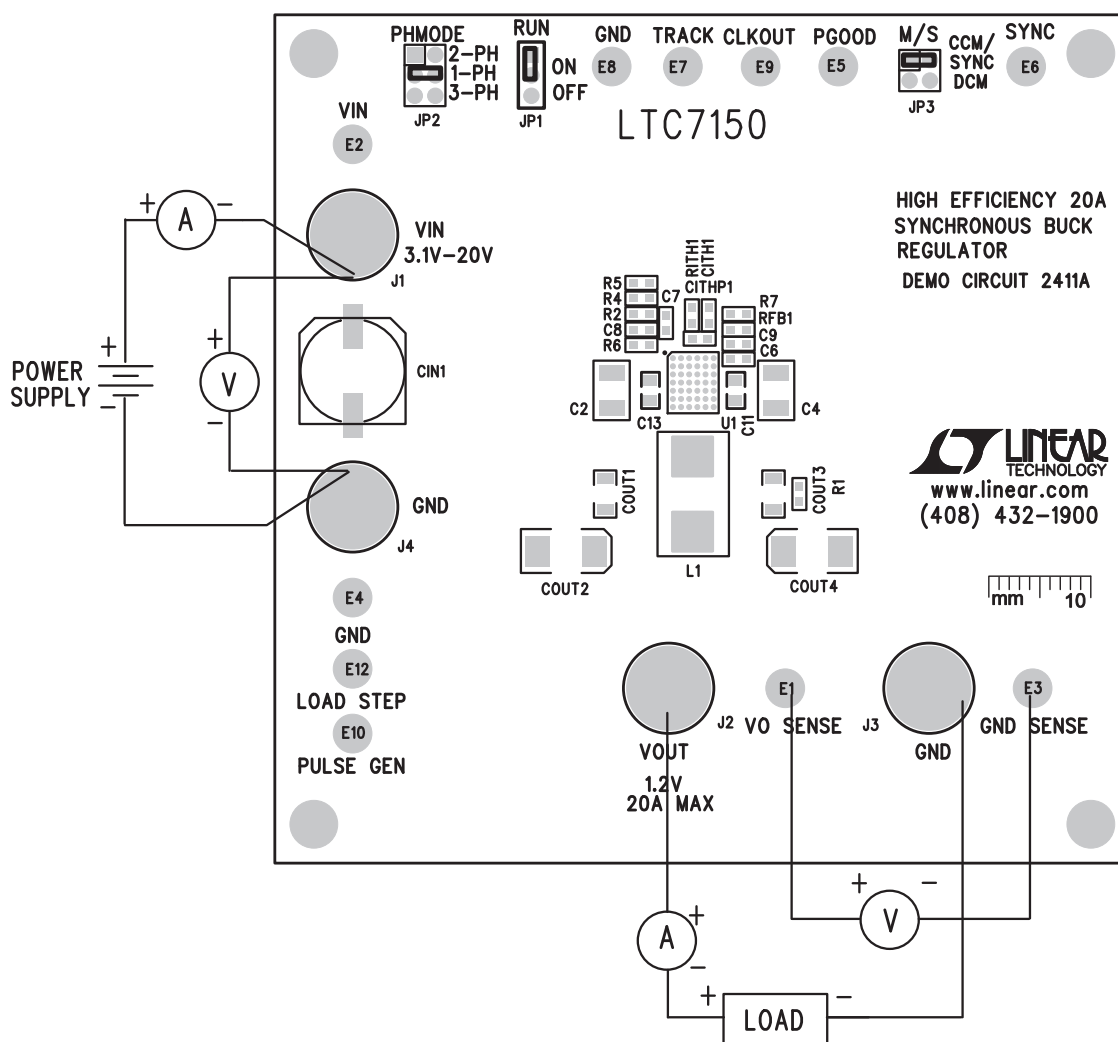 PHMODE
2-PH
1-PH
3-PH
JP2
RUN
ON
OFF
JP1
GND
E8
TRACK
E7
CLKOUT
E9
PGOOD
E5
M/S
CCM/
SYNC
DCM
JP3
SYNC
E6
LTC7150
VIN
E2
+ A -
VIN
3.1V-20V
J1
HIGH EFFICIENCY 20A
SYNCHRONOUS BUCK
REGULATOR
DEMO CIRCUIT 2411A
RITH1
CITH1
CITHP1
R5
R4
R2
C8
R6
C7
R7
RFB1
C9
C6
+
POWER
SUPPLY
-
+
V
-
CIN1
C2
C13
U1
C11
C4
LINEAR
TECHNOLOGY
www.linear.com
(408) 432-1900
COUT1
COUT3
R1
GND
J4
COUT2
L1
COUT4
mm 10
E4
GND
E12
LOAD STEP
E10
PULSE GEN
J2
VOUT
1.2V
20A MAX
E1
VO SENSE
J3
GND
E3
GND SENSE
+ V -
+
A
-
+ LOAD -